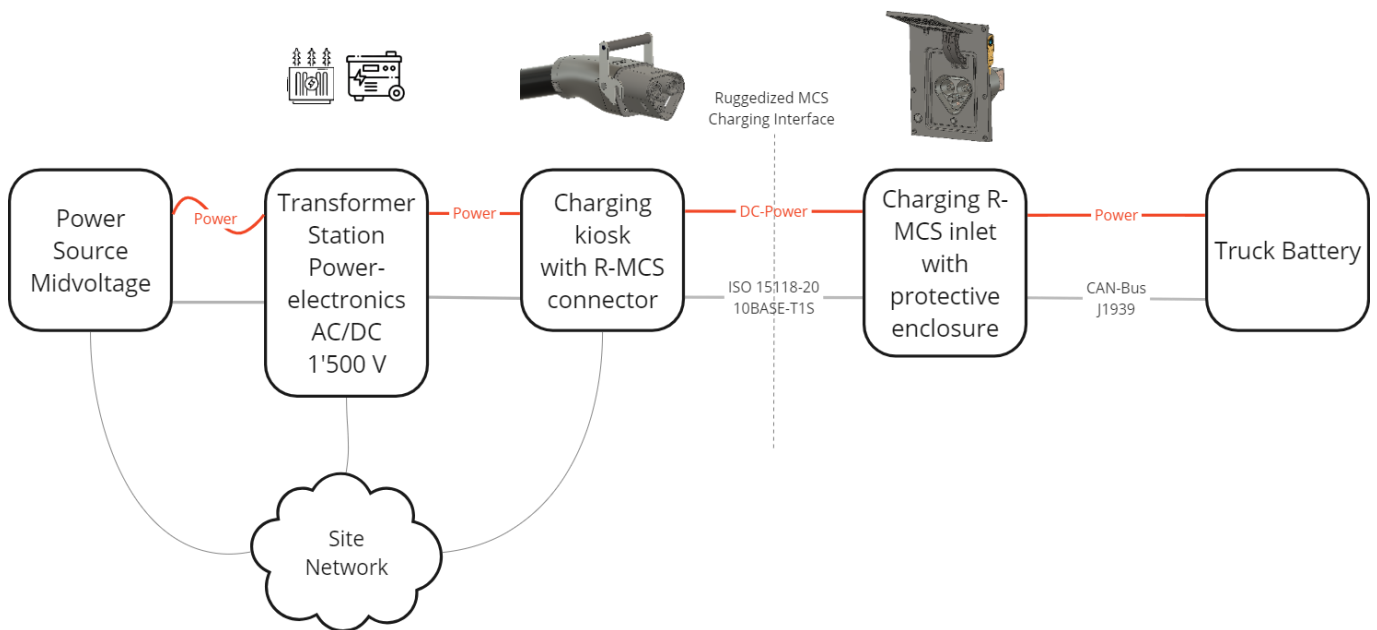 Ruggedized MCS
Charging Interface
Power
Source
Midvoltage
Power
Transformer
Station
Power-
electronics
AC/DC
1'500 V
Power
Charging
kiosk
with R-MCS
connector
DC-Power
ISO 15118-20
10BASE-T1S
Charging R-
MCS inlet
with
protective
enclosure
Power
CAN-Bus
J1939
Truck Battery
Site
Network